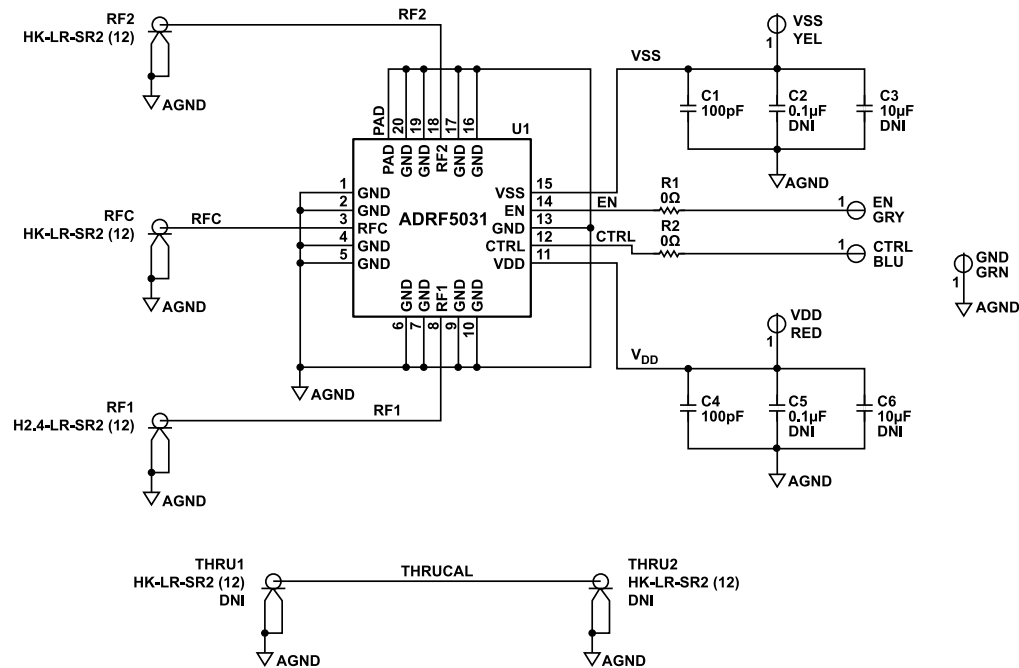 RF2
HK-LR-SR2 (12)
AGND
RF2
VSS
YEL
1
VSS
C1
100pF
C2
0.1µF
DNI
C3
10µF
DNI
AGND
PAD
20
19
18
17
16
U1
PAD
GND
GND
RF2
GND
GND
1
GND
2
GND
3
RFC
4
GND
5
GND
ADRF5031
VSS
15
EN
14
GND
13
CTRL
12
VDD
11
EN
R1
0Ω
1
EN
GRY
CTRL
R2
0Ω
1
CTRL
BLU
RFC
HK-LR-SR2 (12)
RFC
AGND
GND
GRN
1
AGND
GND
GND
RF1
GND
GND
6
7
8
9
10
AGND
VDD
RED
1
VDD
C4
100pF
C5
0.1µF
DNI
C6
10µF
DNI
AGND
RF1
H2.4-LR-SR2 (12)
RF1
AGND
THRU1
HK-LR-SR2 (12)
DNI
THRUCAL
THRU2
HK-LR-SR2 (12)
DNI
AGND
AGND